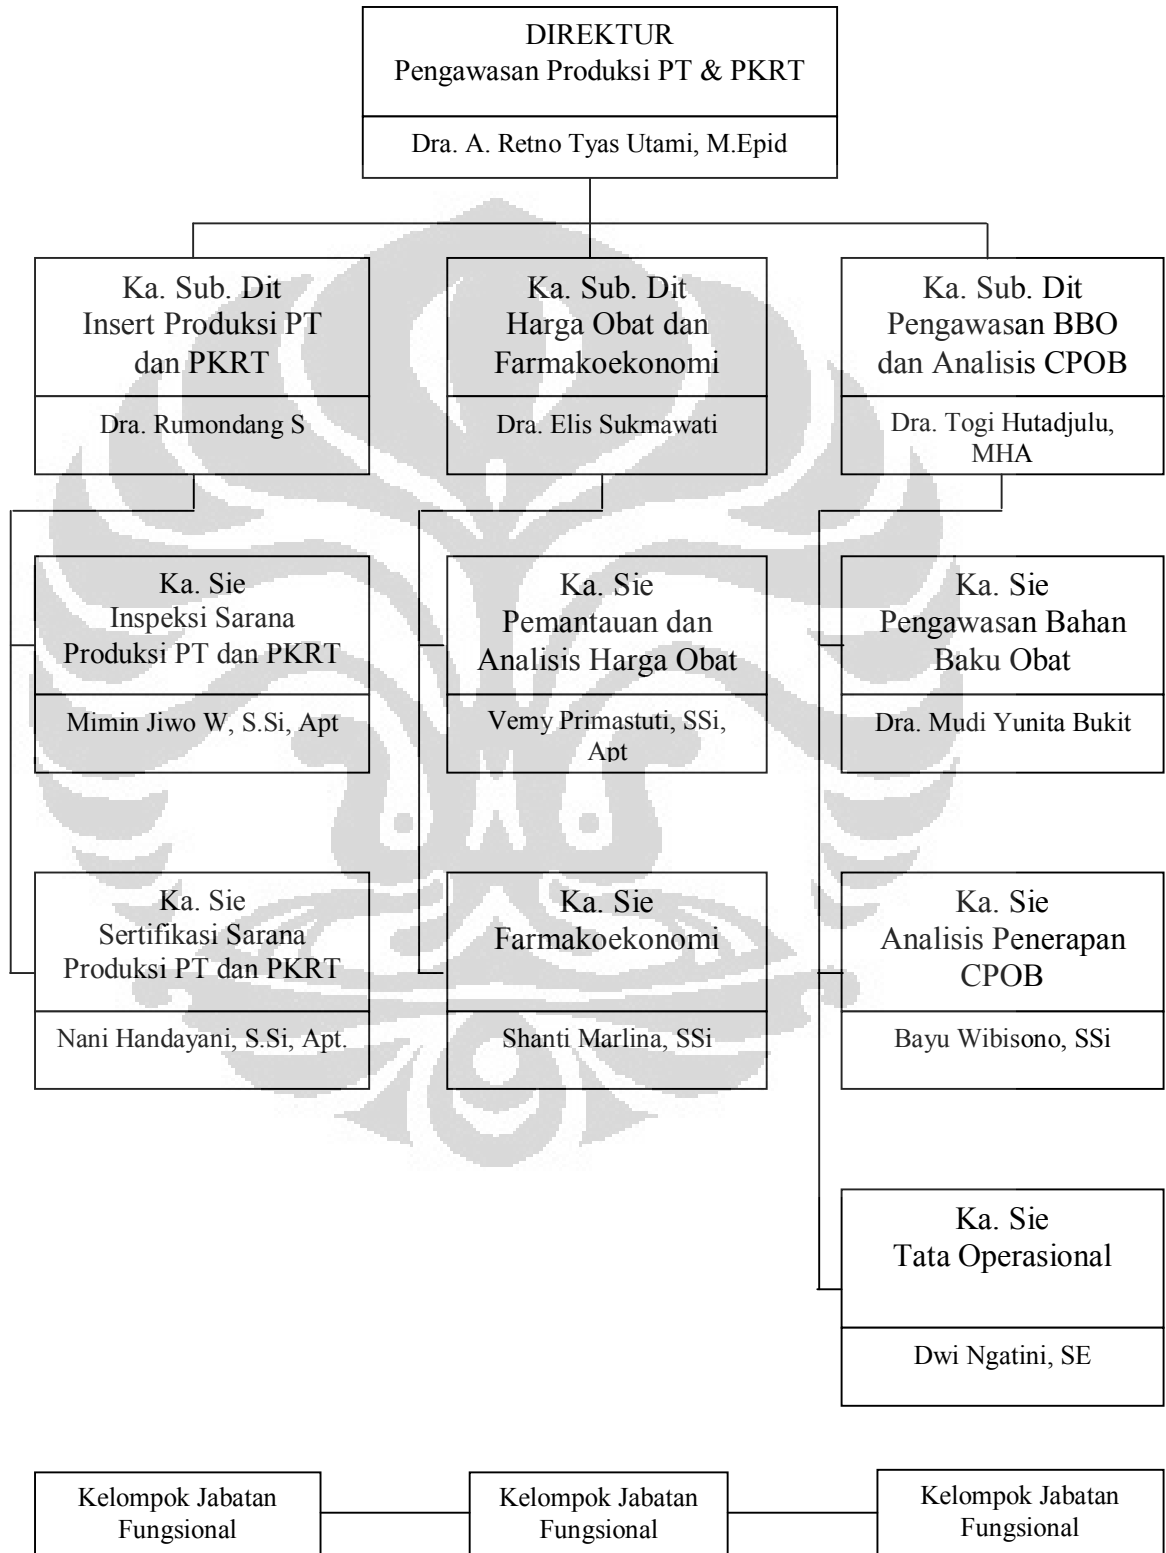 DIREKTUR
Pengawasan Produksi PT & PKRT
Dra. A. Retno Tyas Utami, M.Epid
Ka. Sub. Dit
Insert Produksi PT
dan PKRT
Dra. Rumondang S
Ka. Sub. Dit
Harga Obat dan
Farmakoekonomi
Dra. Elis Sukmawati
Ka. Sub. Dit
Pengawasan BBO
dan Analisis CPOB
Dra. Togi Hutadjulu,
MHA
Ka. Sie
Inspeksi Sarana
Produksi PT dan PKRT
Mimin Jiwo W, S.Si, Apt
Ka. Sie
Pemantauan dan
Analisis Harga Obat
Vemy Primastuti, SSi,
Apt
Ka. Sie
Pengawasan Bahan
Baku Obat
Dra. Mudi Yunita Bukit
Ka. Sie
Sertifikasi Sarana
Produksi PT dan PKRT
Nani Handayani, S.Si, Apt.
Ka. Sie
Farmakoekonomi
Shanti Marlina, SSi
Ka. Sie
Analisis Penerapan
CPOB
Bayu Wibisono, SSi
Ka. Sie
Tata Operasional
Dwi Ngatini, SE
Kelompok Jabatan
Fungsional
Kelompok Jabatan
Fungsional
Kelompok Jabatan
Fungsional